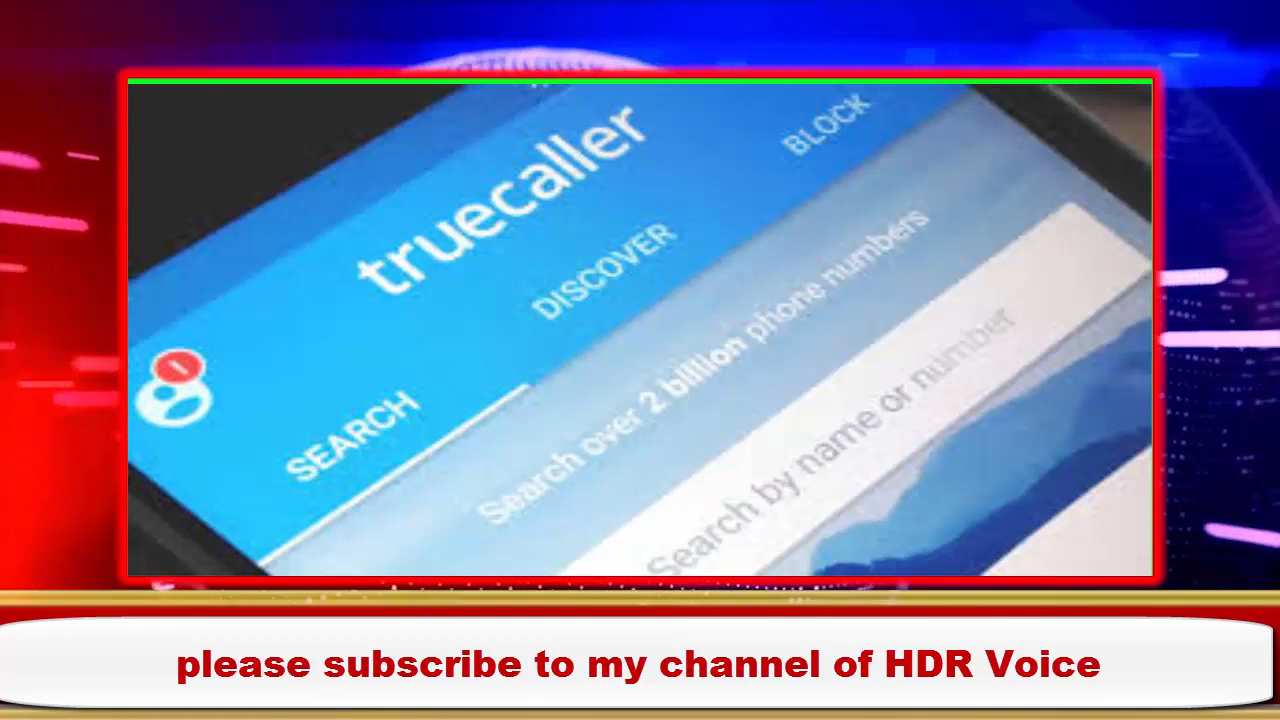 truecaller
BLOCK
DISCOVER
SEARCH
1
Search over 2 billion phone numbers
Search by name or number
please subscribe to my channel of HDR Voice